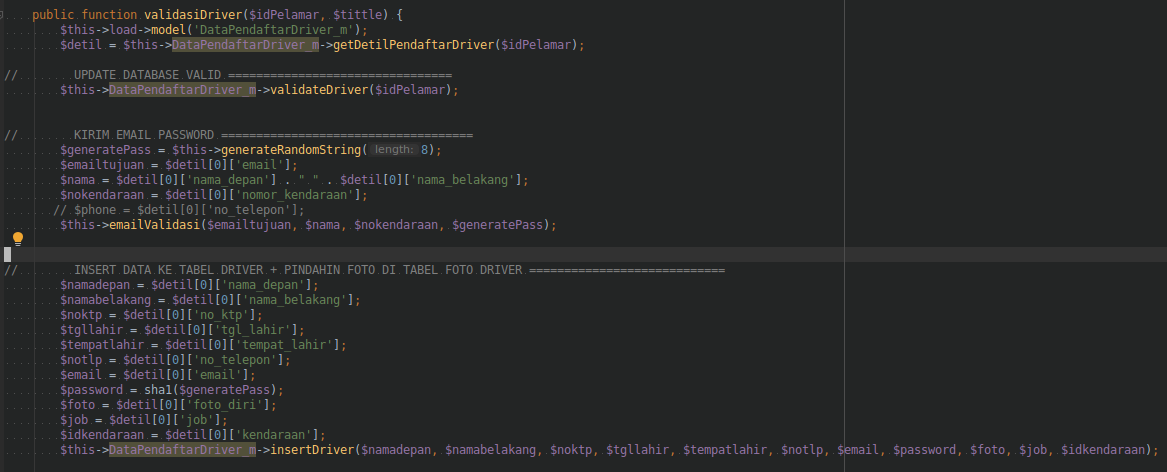 public function validasiDriver($idPelamar, $tittle) {
$this->load->model('DataPendaftarDriver_m');
$detil = $this->DataPendaftarDriver_m->getDetilPendaftarDriver($idPelamar);
// UPDATE DATABASE VALID ================================
$this->DataPendaftarDriver_m->validateDriver($idPelamar);
// KIRIM EMAIL PASSWORD ====================================
$generatePass = $this->generateRandomString( length: 8);
$emailtujuan = $detil[0]['email'];
$nama = $detil[0]['nama_depan'] . " " . $detil[0]['nama_belakang'];
$nokendaraan = $detil[0]['nomor_kendaraan'];
// $phone = $detil[0]['no_telepon'];
$this->emailValidasi($emailtujuan, $nama, $nokendaraan, $generatePass);
// INSERT DATA KE TABEL DRIVER + PINDAHIN FOTO DI TABEL FOTO DRIVER ============================
$namadepan = $detil[0]['nama_depan'];
$namabelakang = $detil[0]['nama_belakang'];
$noktp = $detil[0]['no_ktp'];
$tgllahir = $detil[0]['tgl_lahir'];
$tempatlahir = $detil[0]['tempat_lahir'];
$notlp = $detil[0]['no_telepon'];
$email = $detil[0]['email'];
$password = sha1($generatePass);
$foto = $detil[0]['foto_diri'];
$job = $detil[0]['job'];
$idkendaraan = $detil[0]['kendaraan'];
$this->DataPendaftarDriver_m->insertDriver($namadepan, $namabelakang, $noktp, $tgllahir, $tempatlahir, $notlp, $email, $password, $foto, $job, $idkendaraan);